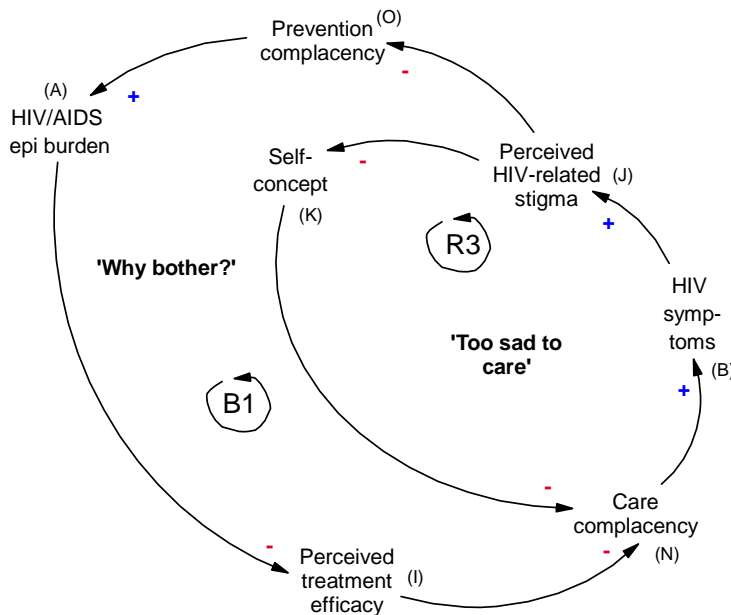 Prevention (O)
complacency
-
+
(A)
HIV/AIDS
epi burden
Self-
concept
(K)
-
Perceived
HIV-related (J)
stigma
+
R3
'Why bother?'
HIV
symp-
toms
(B)
'Too sad to
care'
+
B1
-
Care
complacency
(N)
-
-
Perceived
treatment (I)
efficacy